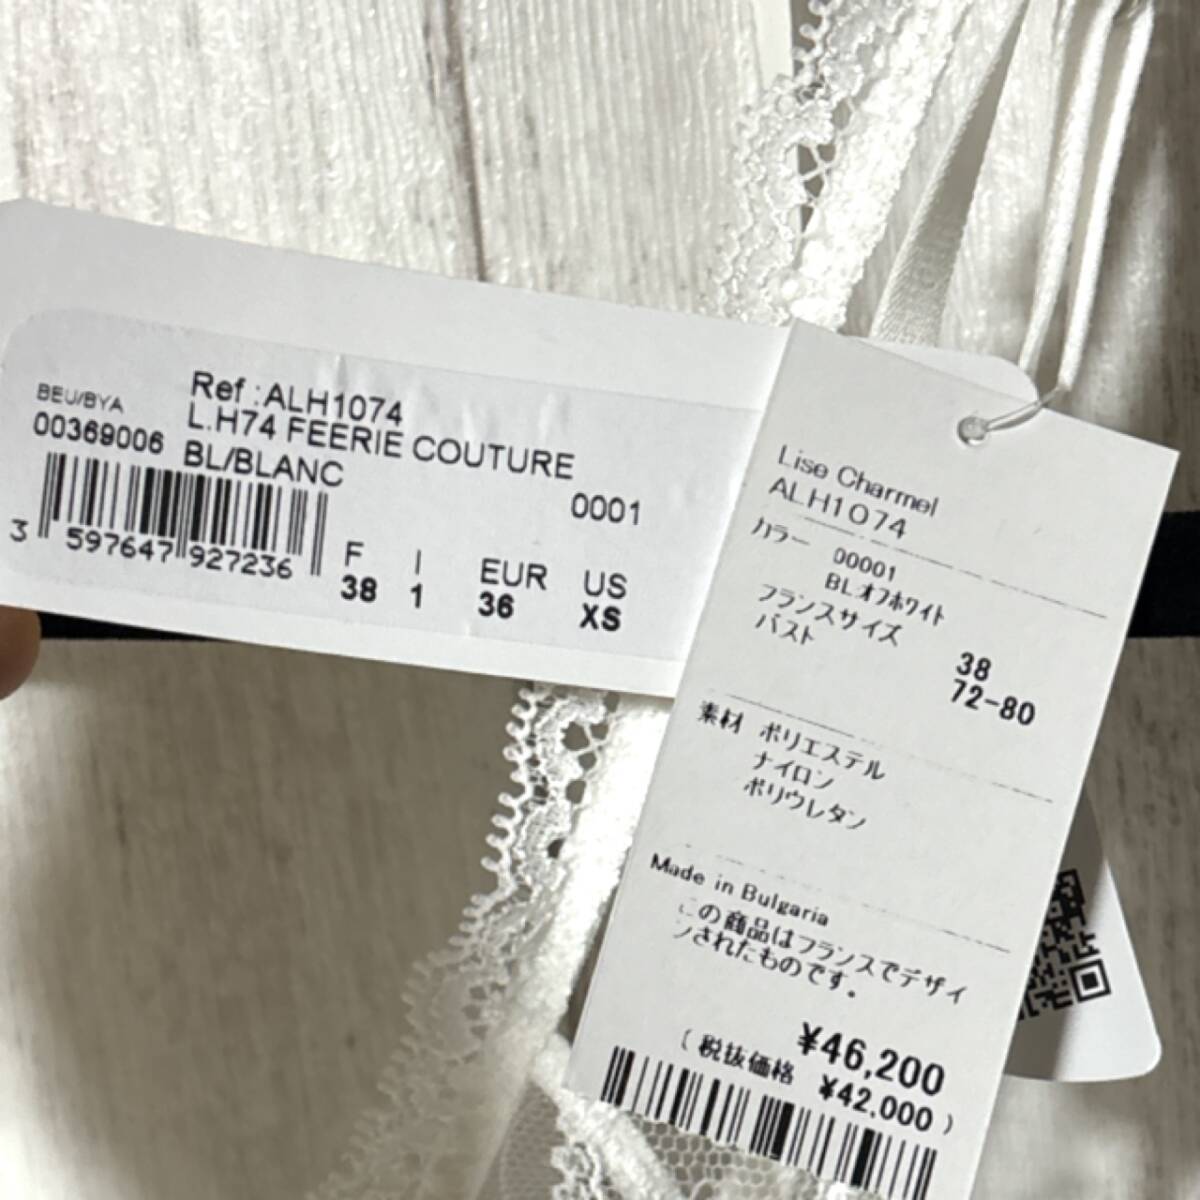 BEU/BYA
00369006
Ref : ALH1074
L.H74 FEERIE COUTURE
BL/BLANC
0001
3 597647 927236
F I EUR US
38 1 36 XS
Lise Charmel
ALH1074
カラー 00001
BLオフホワイト
フランスサイズ 38
バスト 72-80
素材 ポリエステル
ナイロン
ポリウレタン
Made in Bulgaria
この商品はフランスでデザイ
ンされたものです。
¥46,200
( 税抜価格 ¥42,000 )